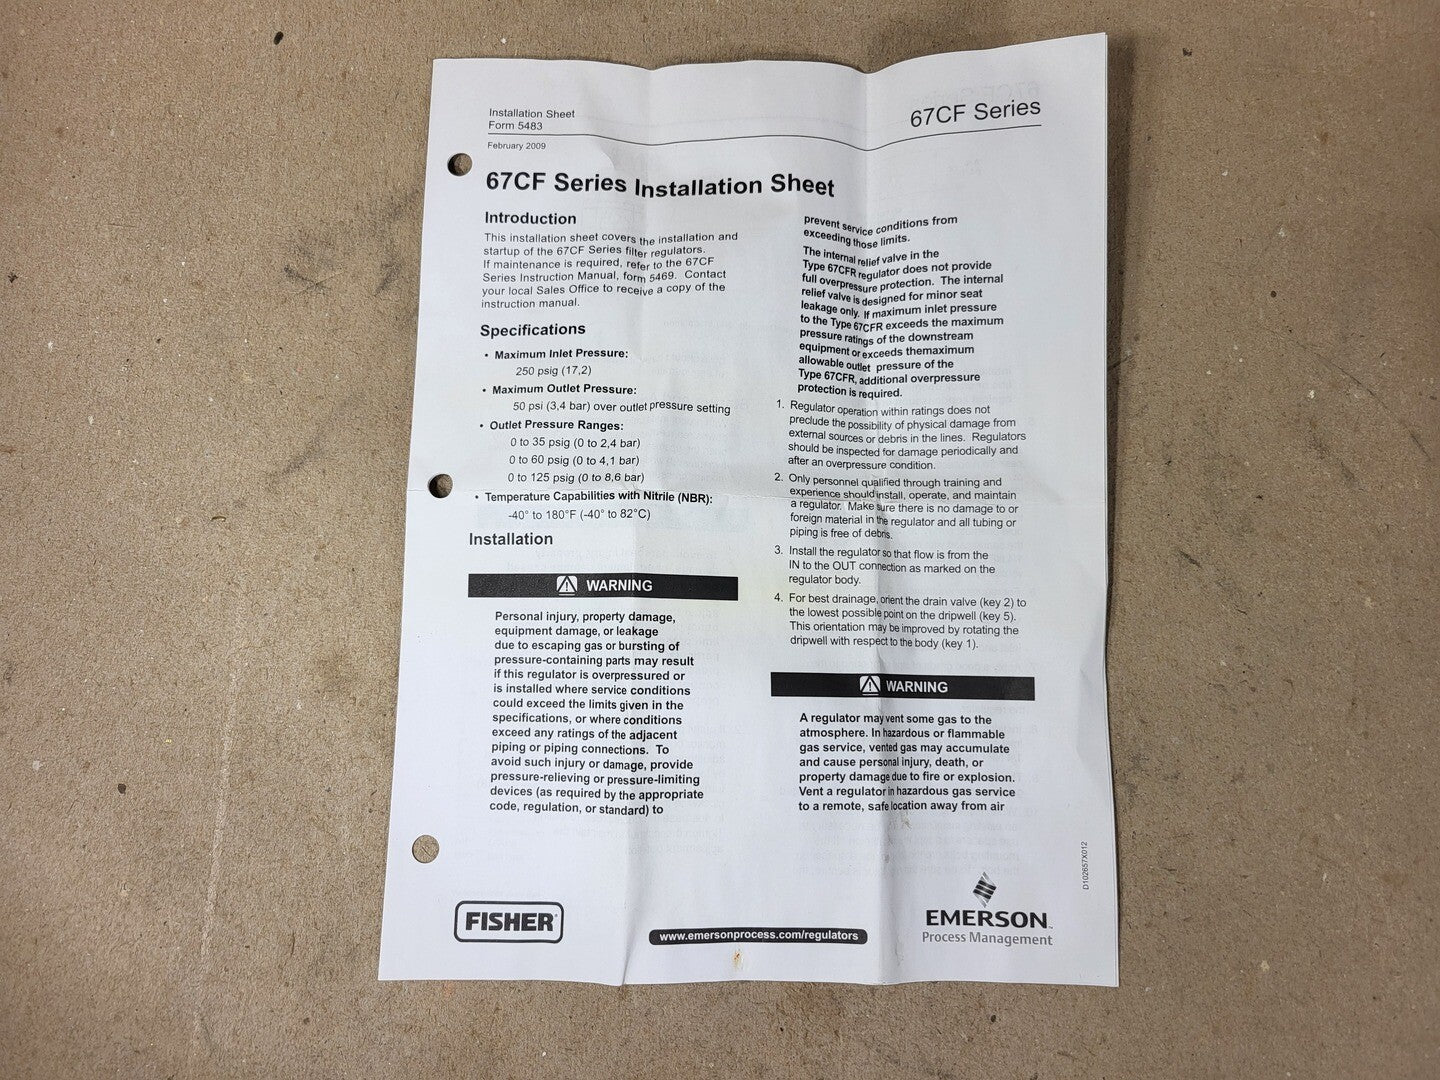 Installation Sheet
Form 5483
February 2009
67CF Series
67CF Series Installation Sheet
Introduction
This installation sheet covers the installation and
startup of the 67CF Series filter regulators.
If maintenance is required, refer to the 67CF
Series Instruction Manual, form 5469. Contact
your local Sales Office to receive a copy of the
instruction manual.
Specifications
• Maximum Inlet Pressure:
250 psig (17,2)
• Maximum Outlet Pressure:
50 psi (3,4 bar) over outlet pressure setting
• Outlet Pressure Ranges:
0 to 35 psig (0 to 2,4 bar)
0 to 60 psig (0 to 4,1 bar)
0 to 125 psig (0 to 8,6 bar)
• Temperature Capabilities with Nitrile (NBR):
-40° to 180°F (-40° to 82°C)
Installation
WARNING
Personal injury, property damage,
equipment damage, or leakage
due to escaping gas or bursting of
pressure-containing parts may result
if this regulator is overpressured or
is installed where service conditions
could exceed the limits given in the
specifications, or where conditions
exceed any ratings of the adjacent
piping or piping connections. To
avoid such injury or damage, provide
pressure-relieving or pressure-limiting
devices (as required by the appropriate
code, regulation, or standard) to
prevent service conditions from
exceeding those limits.
The internal relief valve in the
Type 67CFR regulator does not provide
full overpressure protection. The internal
relief valve is designed for minor seat
leakage only. If maximum inlet pressure
to the Type 67CFR exceeds the maximum
pressure ratings of the downstream
equipment or exceeds themaximum
allowable outlet pressure of the
Type 67CFR, additional overpressure
protection is required.
1. Regulator operation within ratings does not
preclude the possibility of physical damage from
external sources or debris in the lines. Regulators
should be inspected for damage periodically and
after an overpressure condition.
2. Only personnel qualified through training and
experience should install, operate, and maintain
a regulator. Make sure there is no damage to or
foreign material in the regulator and all tubing or
piping is free of debris.
3. Install the regulator so that flow is from the
IN to the OUT connection as marked on the
regulator body.
4. For best drainage, orient the drain valve (key 2) to
the lowest possible point on the dripwell (key 5).
This orientation may be improved by rotating the
dripwell with respect to the body (key 1).
WARNING
A regulator may vent some gas to the
atmosphere. In hazardous or flammable
gas service, vented gas may accumulate
and cause personal injury, death, or
property damage due to fire or explosion.
Vent a regulator in hazardous gas service
to a remote, safe location away from air
D102657X012
FISHER®
www.emersonprocess.com/regulators
EMERSON™
Process Management